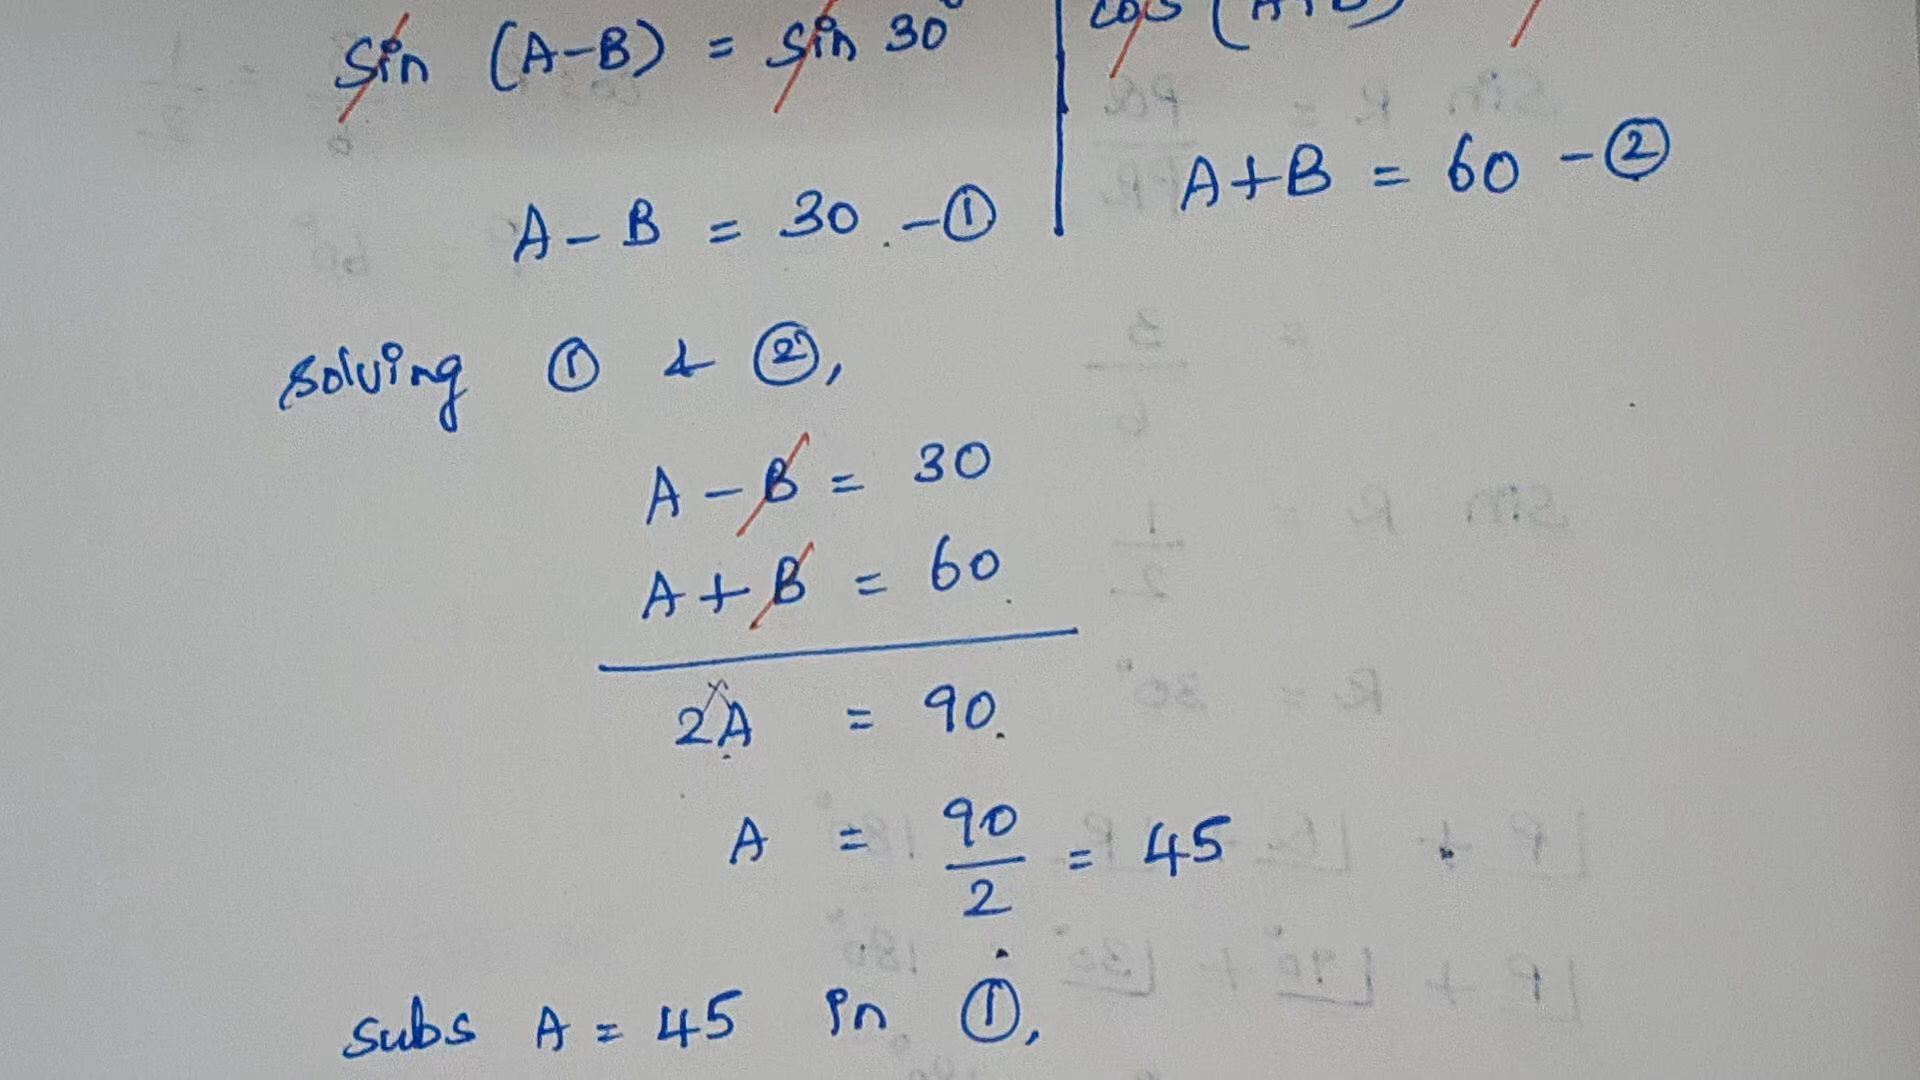 sin (A-B) = sin 30°
cos (A+B)
A - B = 30 - ①
A+B = 60 - ②
solving ① & ②,
A - B = 30
A + B = 60
2A = 90
A = 90/2 = 45
subs A = 45 in ①,